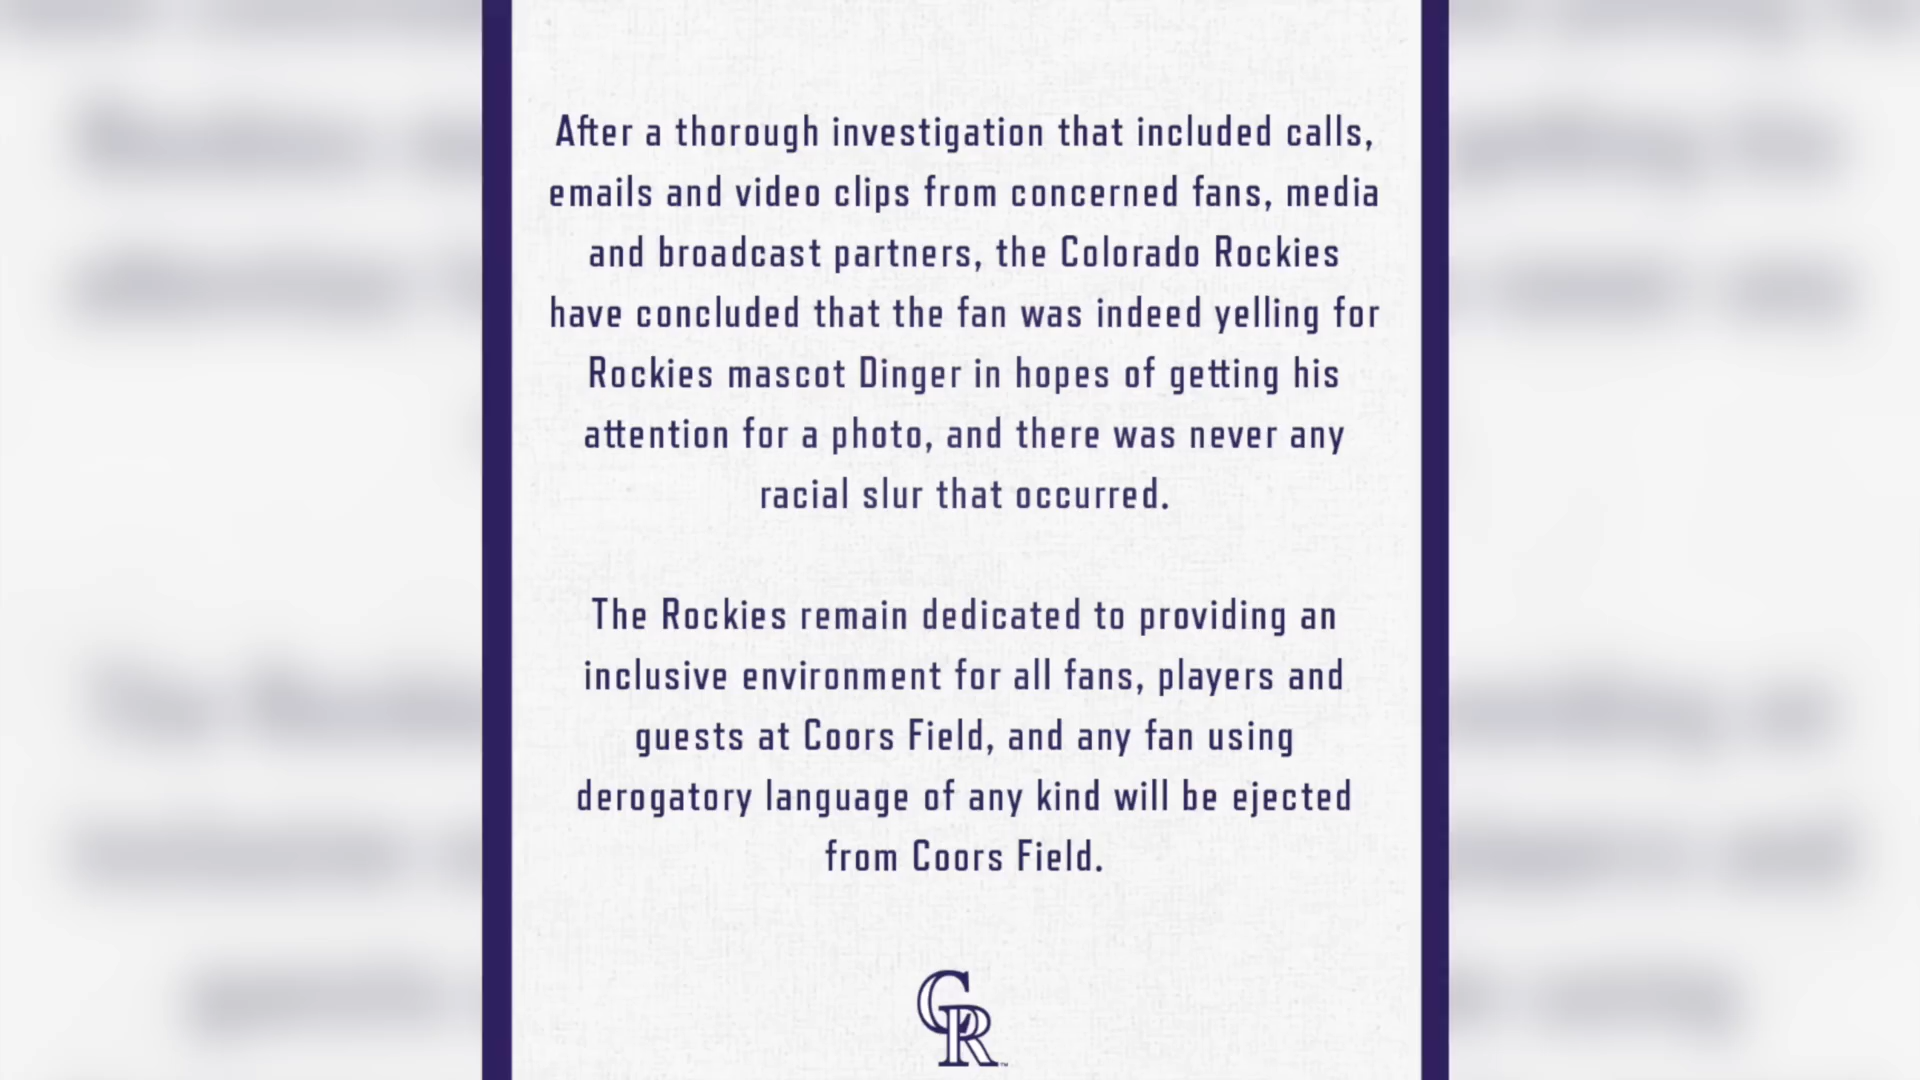 After a thorough investigation that included calls,
emails and video clips from concerned fans, media
and broadcast partners, the Colorado Rockies
have concluded that the fan was indeed yelling for
Rockies mascot Dinger in hopes of getting his
attention for a photo, and there was never any
racial slur that occurred.
The Rockies remain dedicated to providing an
inclusive environment for all fans, players and
guests at Coors Field, and any fan using
derogatory language of any kind will be ejected
from Coors Field.
CR